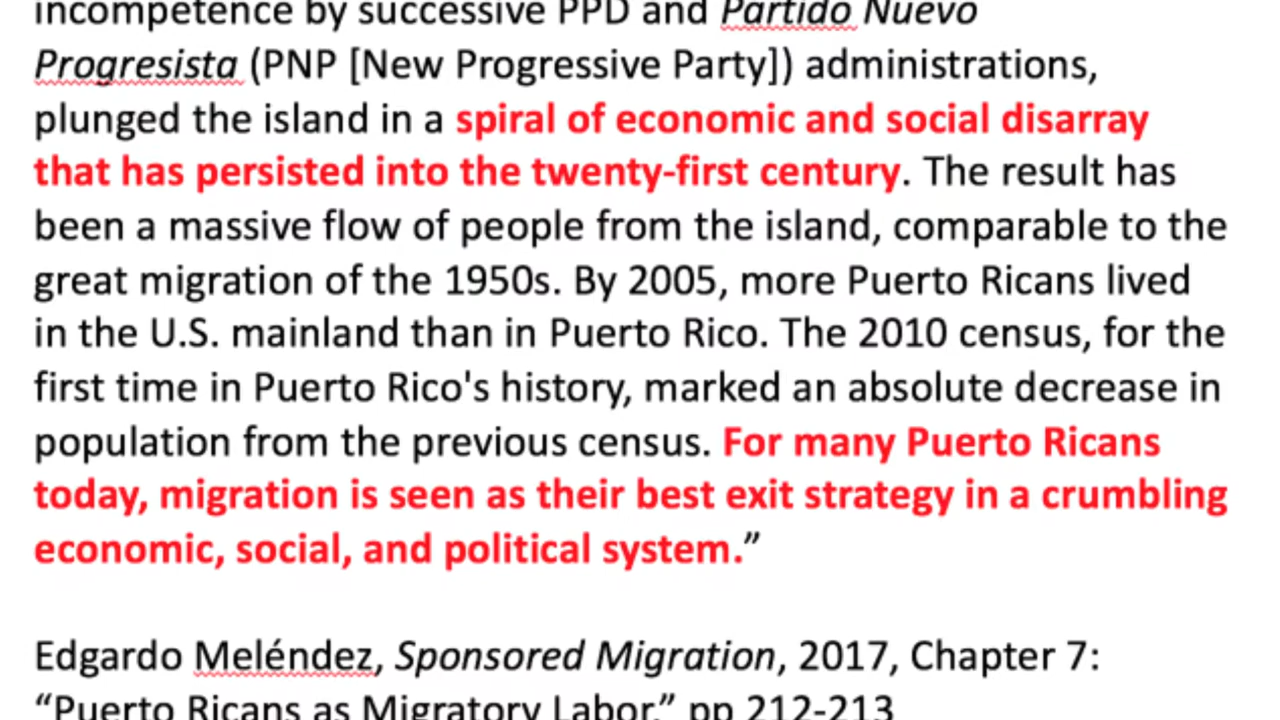 incompetence by successive PPD and Partido Nuevo
Progresista (PNP [New Progressive Party]) administrations,
plunged the island in a spiral of economic and social disarray
that has persisted into the twenty-first century. The result has
been a massive flow of people from the island, comparable to the
great migration of the 1950s. By 2005, more Puerto Ricans lived
in the U.S. mainland than in Puerto Rico. The 2010 census, for the
first time in Puerto Rico's history, marked an absolute decrease in
population from the previous census. For many Puerto Ricans
today, migration is seen as their best exit strategy in a crumbling
economic, social, and political system.”
Edgardo Meléndez, Sponsored Migration, 2017, Chapter 7:
“Puerto Ricans as Migratory Labor,” pp 212-213